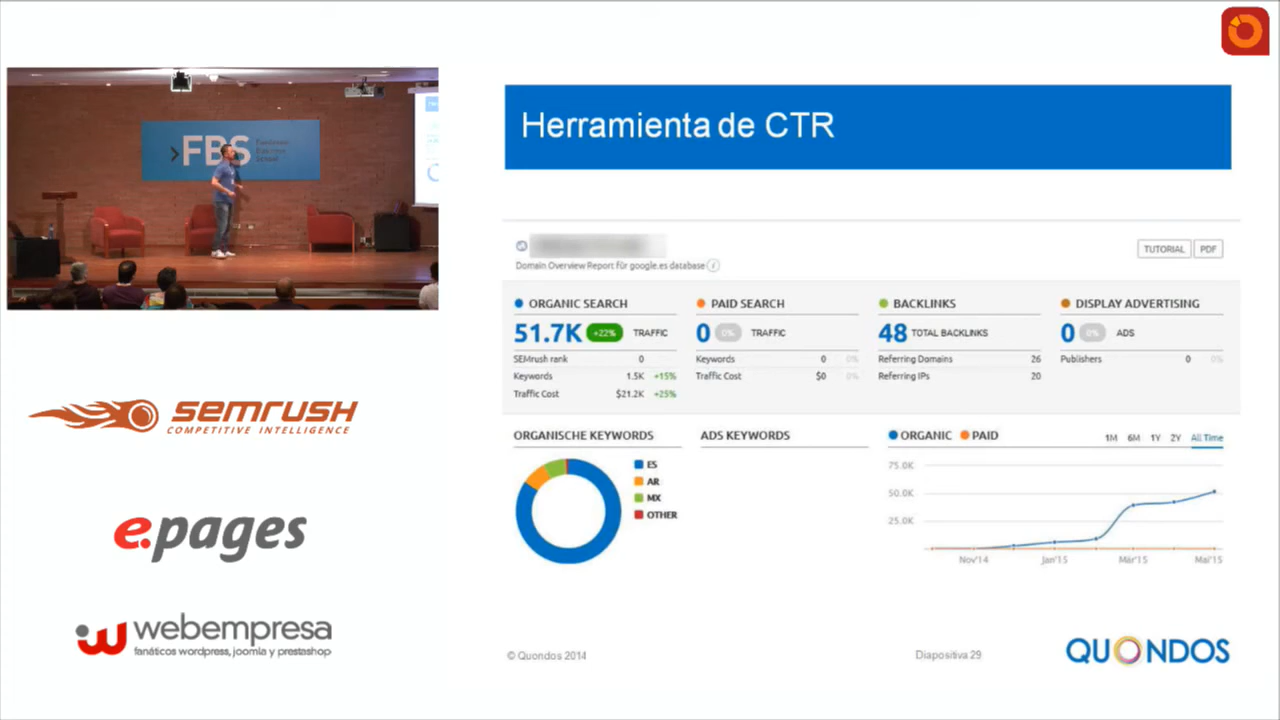 FBS
SEMRUSH
COMPETITIVE INTELLIGENCE
e.pages
webempresa
fanáticos wordpress, joomla y prestashop
Herramienta de CTR
Domain Overview Report für google.es database i
TUTORIAL PDF
ORGANIC SEARCH
51.7K +22% TRAFFIC
SEMrush rank 0
Keywords 1.5K +15%
Traffic Cost $21.2K +25%
PAID SEARCH
0 0% TRAFFIC
Keywords 0 0%
Traffic Cost $0 0%
BACKLINKS
48 TOTAL BACKLINKS
Referring Domains 26
Referring IPs 20
DISPLAY ADVERTISING
0 0% ADS
Publishers 0 0%
ORGANISCHE KEYWORDS
ES
AR
MX
OTHER
ADS KEYWORDS
ORGANIC PAID
1M 6M 1Y 2Y All Time
75.0K
50.0K
25.0K
Nov'14 Jan'15 Mär'15 Mai'15
© Quondos 2014
Diapositiva 29
QUONDOS